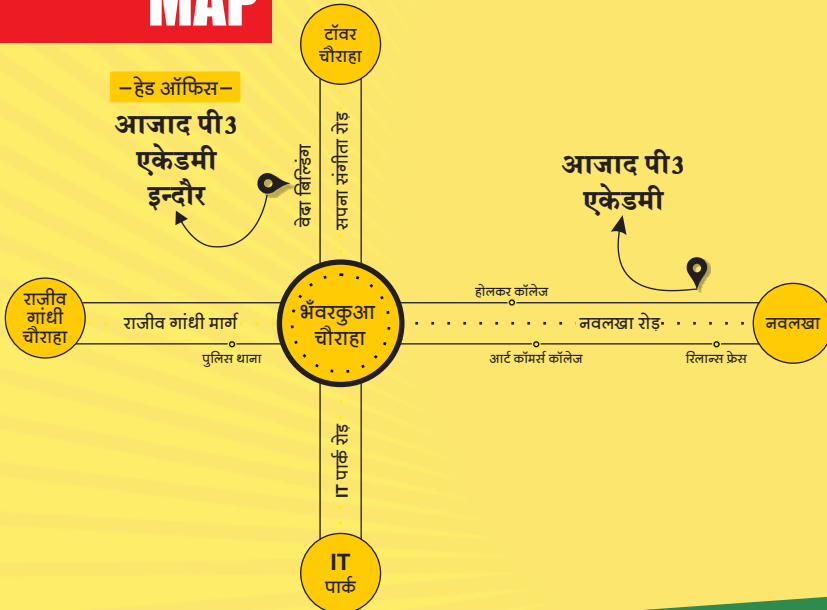 MAP
टॉवर
चौराहा
–हेड ऑफिस–
आजाद पी3
एकेडमी
इन्दौर
वेदा बिल्डिंग
सपना संगीता रोड़
आजाद पी3
एकेडमी
राजीव
गांधी
चौराहा
राजीव गांधी मार्ग
पुलिस थाना
भँवरकुआ
चौराहा
होलकर कॉलेज
नवलखा रोड़
आर्ट कॉमर्स कॉलेज
रिलान्स फ्रेस
नवलखा
IT पार्क रोड़
IT
पार्क